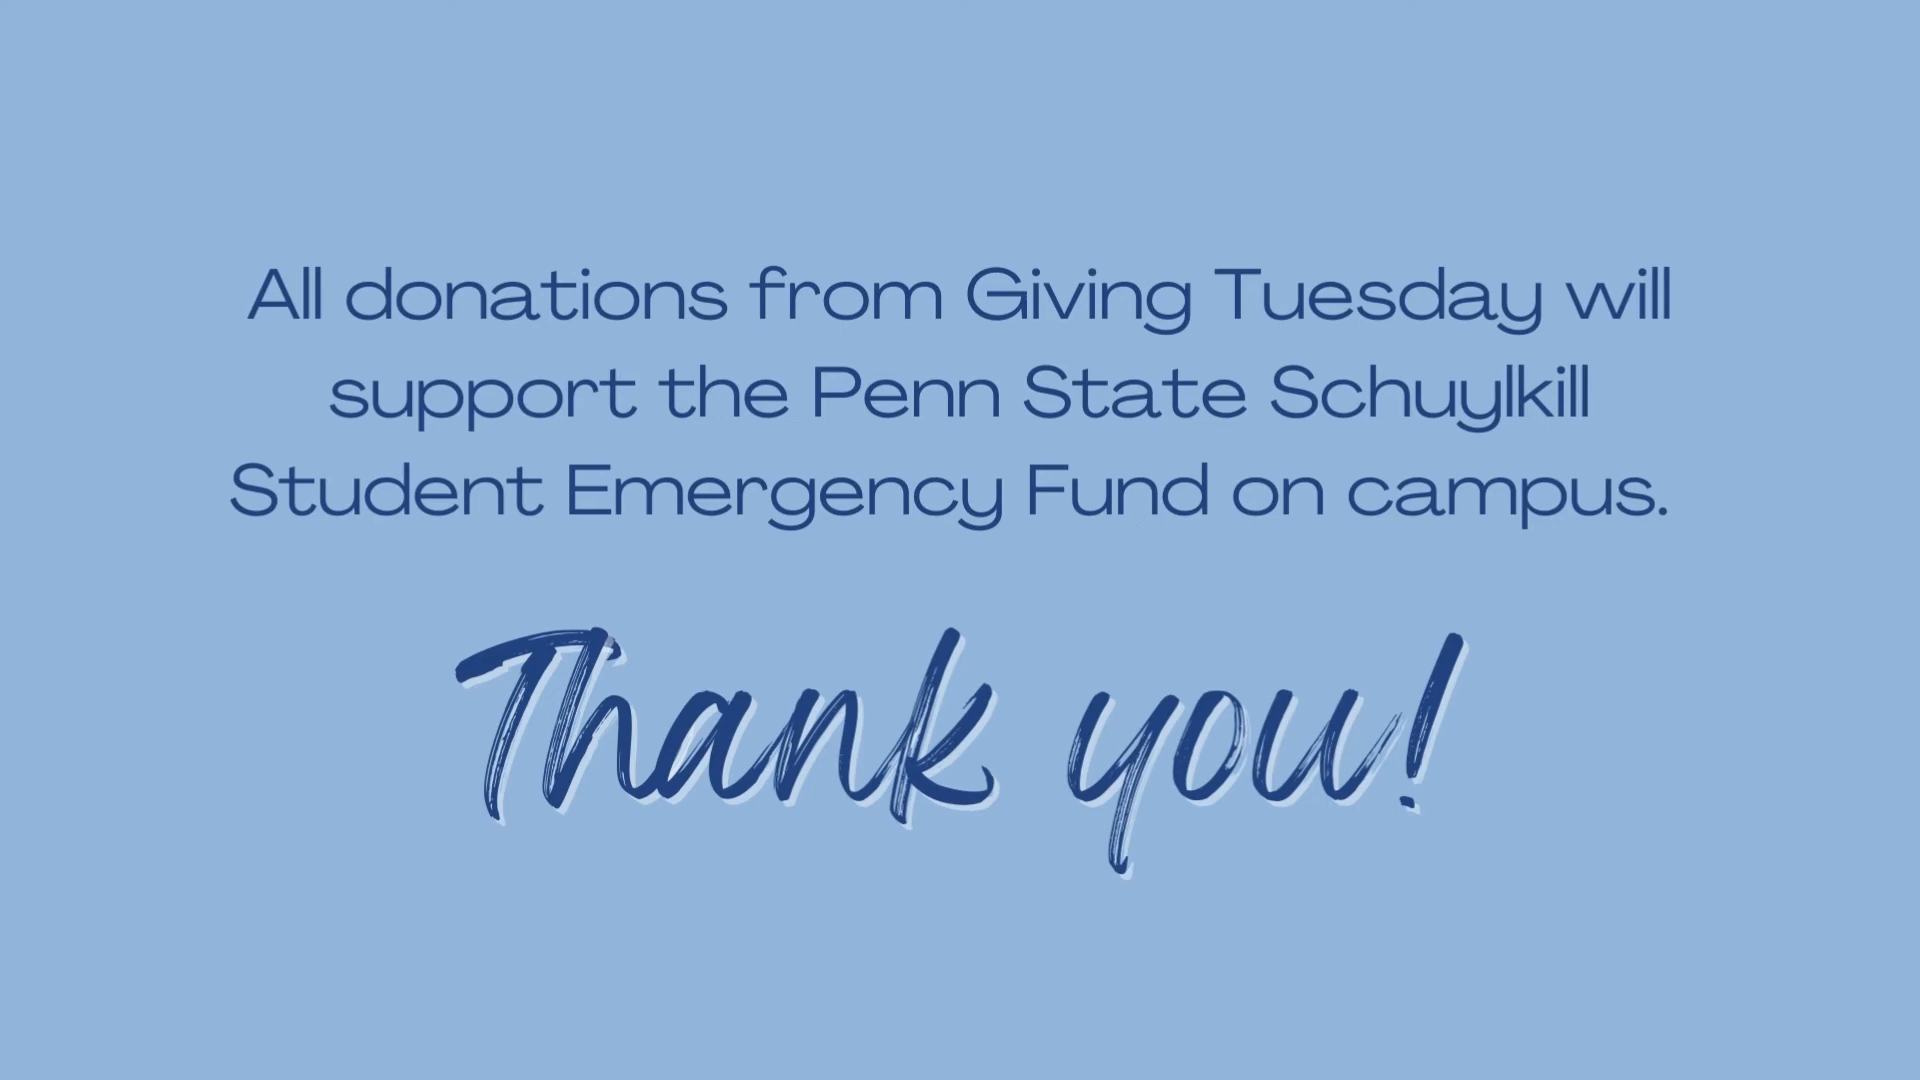 All donations from Giving Tuesday will
support the Penn State Schuylkill
Student Emergency Fund on campus.
Thank you!